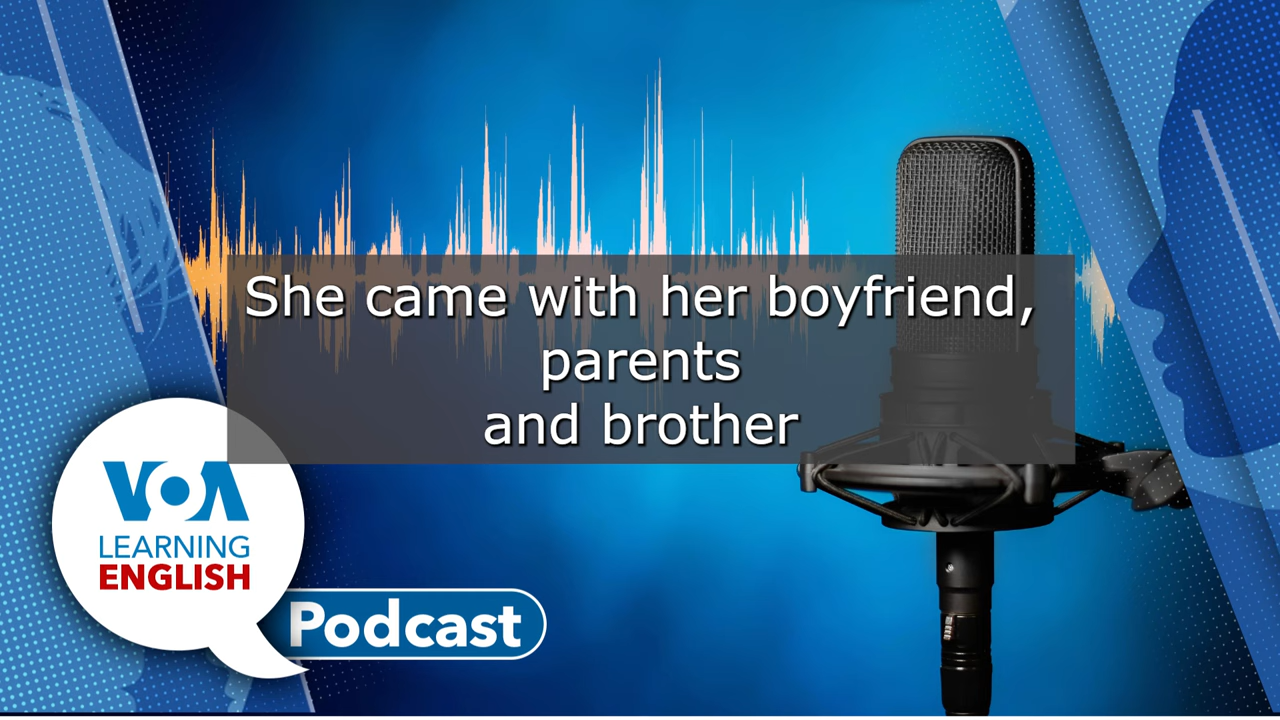 She came with her boyfriend,
parents
and brother
VOA
LEARNING
ENGLISH
Podcast